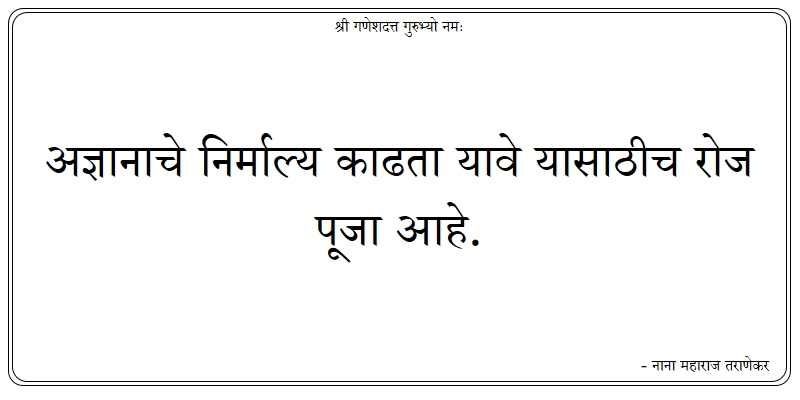 श्री गणेशदत्त गुरुभ्यो नमः
अज्ञानाचे निर्माल्य काढता यावे यासाठीच रोज
पूजा आहे.
- नाना महाराज तराणेकर